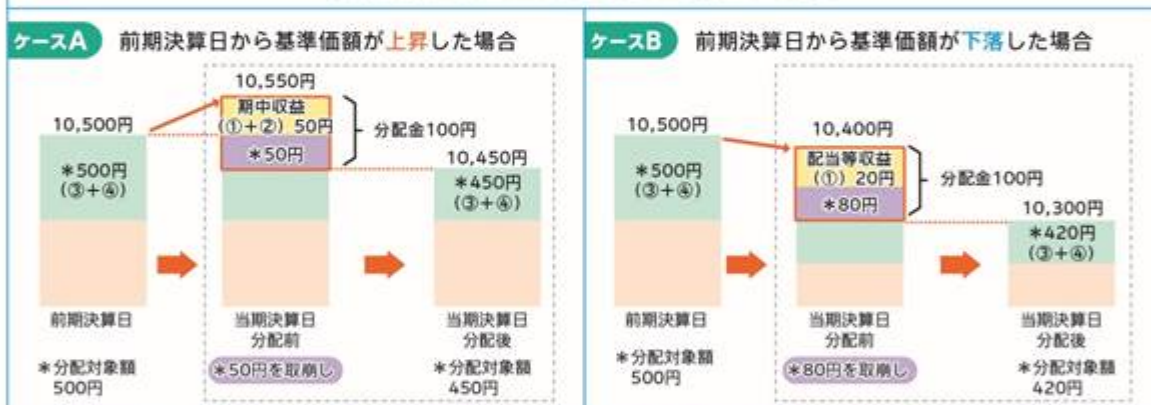 ケースA 前期決算日から基準価額が上昇した場合
10,550円
10,500円
期中収益
(①+②) 50円
*50円
分配金100円
*500円
(③+④)
10,450円
*450円
(③+④)
前期決算日
当期決算日
分配前
当期決算日
分配後
*分配対象額
500円
*50円を取崩し
*分配対象額
450円
ケースB 前期決算日から基準価額が下落した場合
10,500円
10,400円
*500円
(③+④)
配当等収益
(①) 20円
*80円
分配金100円
10,300円
*420円
(③+④)
前期決算日
当期決算日
分配前
当期決算日
分配後
*分配対象額
500円
*80円を取崩し
*分配対象額
420円